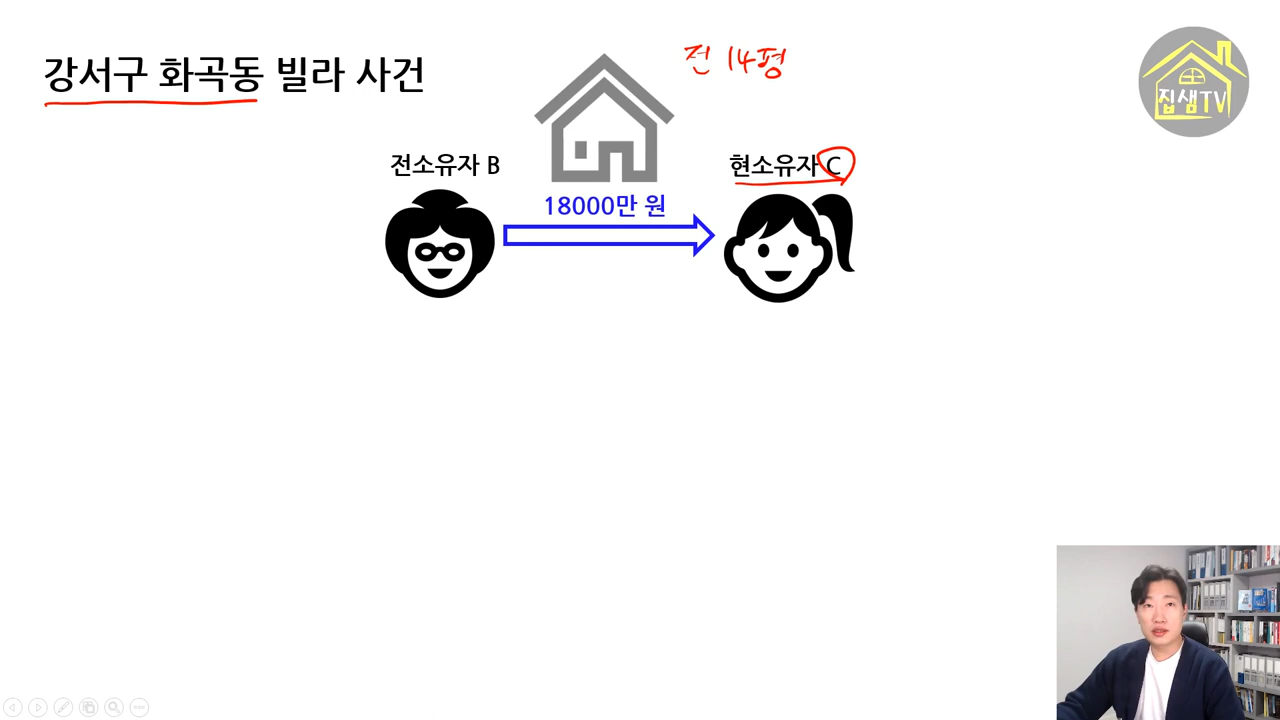 강서구 화곡동 빌라 사건
전 14평
집샘TV
전소유자 B
현소유자 C
18000만 원